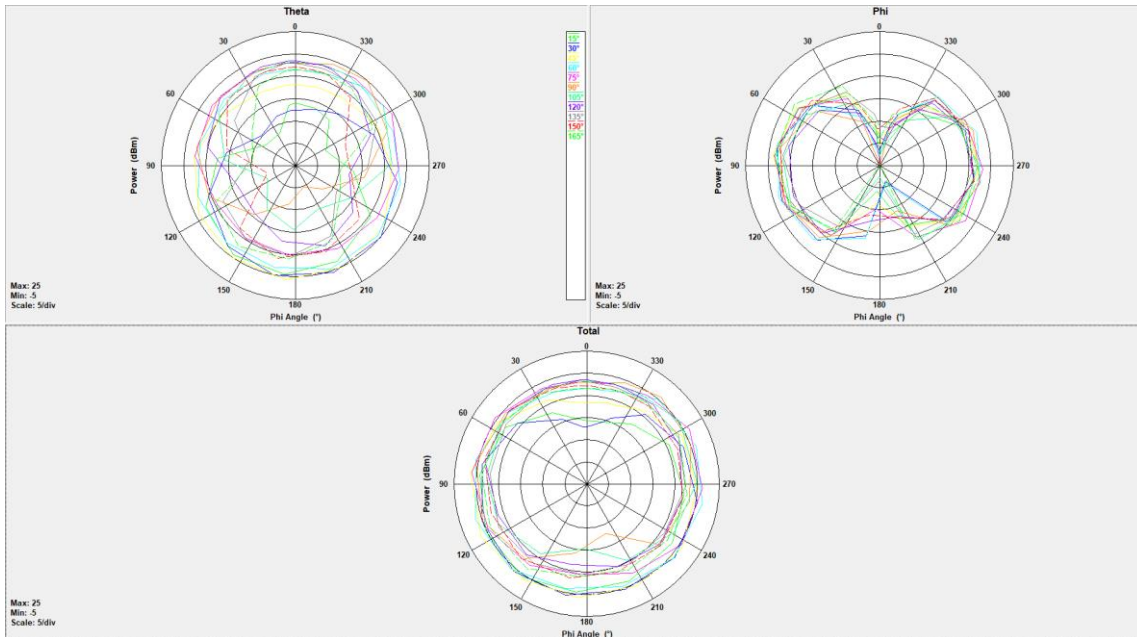 Theta
0
30
330
60
300
90
270
120
240
150
210
180
Power (dBm)
Max: 25
Min: -5
Scale: 5/div
Phi Angle (°)
15°
30°
60°
75°
90°
105°
120°
135°
150°
165°
Phi
0
30
330
60
300
90
270
120
240
150
210
180
Power (dBm)
Max: 25
Min: -5
Scale: 5/div
Phi Angle (°)
Total
0
30
330
60
300
90
270
120
240
150
210
180
Power (dBm)
Max: 25
Min: -5
Scale: 5/div
Phi Angle (°)